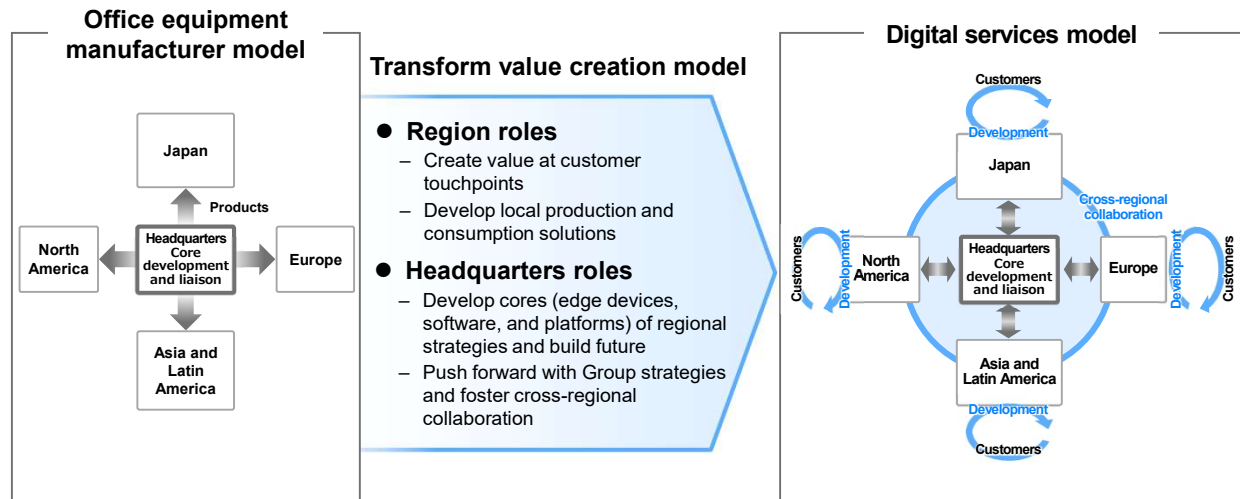 Office equipment
manufacturer model
Japan
Products
North
America
Headquarters
Core
development
and liaison
Europe
Asia and
Latin
America
Transform value creation model
● Region roles
– Create value at customer
touchpoints
– Develop local production and
consumption solutions
● Headquarters roles
– Develop cores (edge devices,
software, and platforms) of regional
strategies and build future
– Push forward with Group strategies
and foster cross-regional
collaboration
Digital services model
Customers
Development
Japan
Cross-regional
collaboration
Customers
Development
North
America
Headquarters
Core
development
and liaison
Europe
Development
Customers
Asia and
Latin America
Development
Customers